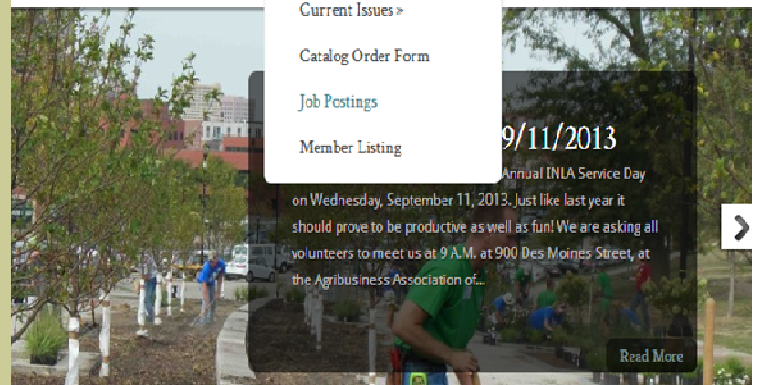 Current Issues »
Catalog Order Form
Job Postings
Member Listing
9/11/2013
Annual INLA Service Day
on Wednesday, September 11, 2013. Just like last year it
should prove to be productive as well as fun! We are asking all
volunteers to meet us at 9 A.M. at 900 Des Moines Street, at
the Agribusiness Association of...
Read More